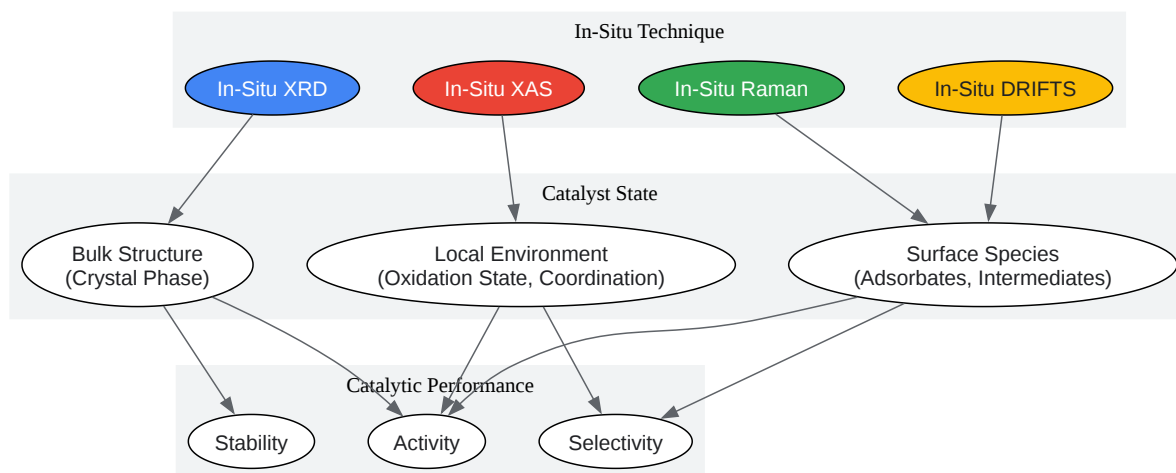 In-Situ Technique
In-Situ XRD
In-Situ XAS
In-Situ Raman
In-Situ DRIFTS
Catalyst State
Bulk Structure
(Crystal Phase)
Local Environment
(Oxidation State, Coordination)
Surface Species
(Adsorbates, Intermediates)
Catalytic Performance
Stability
Activity
Selectivity